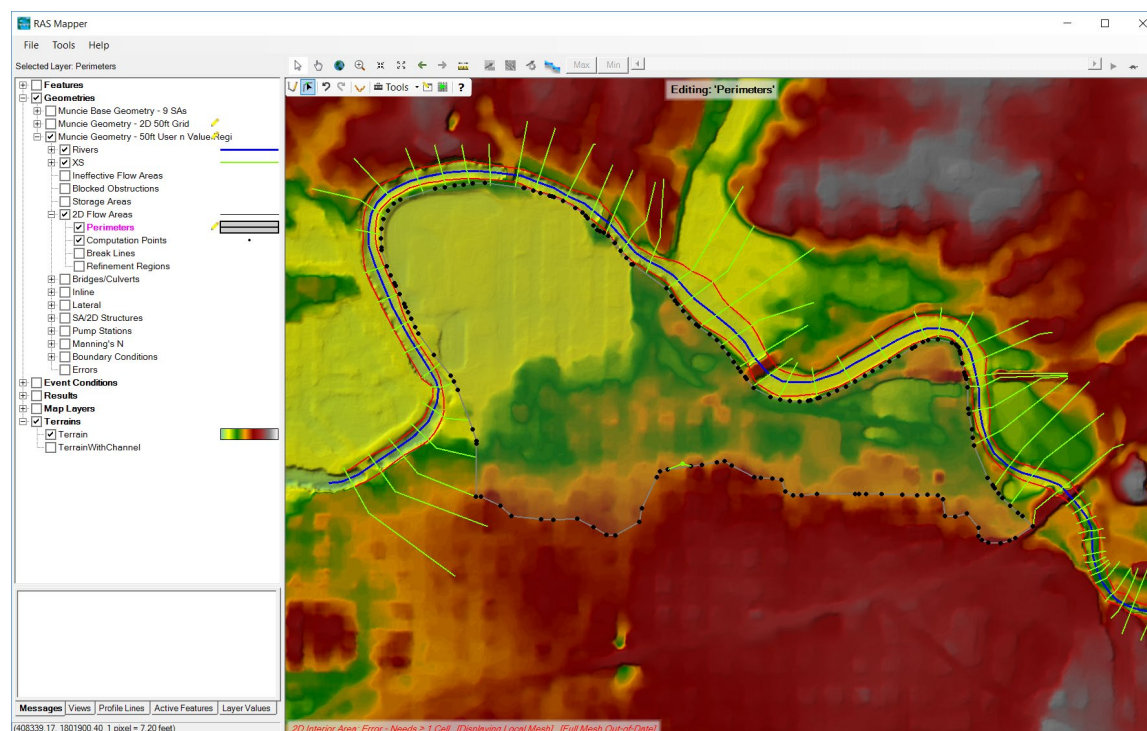 RAS Mapper
File Tools Help
Selected Layer: Perimeters
Max Min
Features
Geometries
Muncie Base Geometry - 9 SAs
Muncie Geometry - 2D 50ft Grid
Muncie Geometry - 50ft User n Value Regi
Rivers
XS
Ineffective Flow Areas
Blocked Obstructions
Storage Areas
2D Flow Areas
Perimeters
Computation Points
Break Lines
Refinement Regions
Bridges/Culverts
Inline
Lateral
SA/2D Structures
Pump Stations
Manning's N
Boundary Conditions
Errors
Event Conditions
Results
Map Layers
Terrains
Terrain
TerrainWithChannel
Tools ?
Editing: 'Perimeters'
Messages Views Profile Lines Active Features Layer Values
(408339.17, 1801900.40 1 pixel = 7.20 feet)
2D Interior Area: Error - Needs > 1 Cell [Displaying Local Mesh] [Full Mesh Out-of-Date]